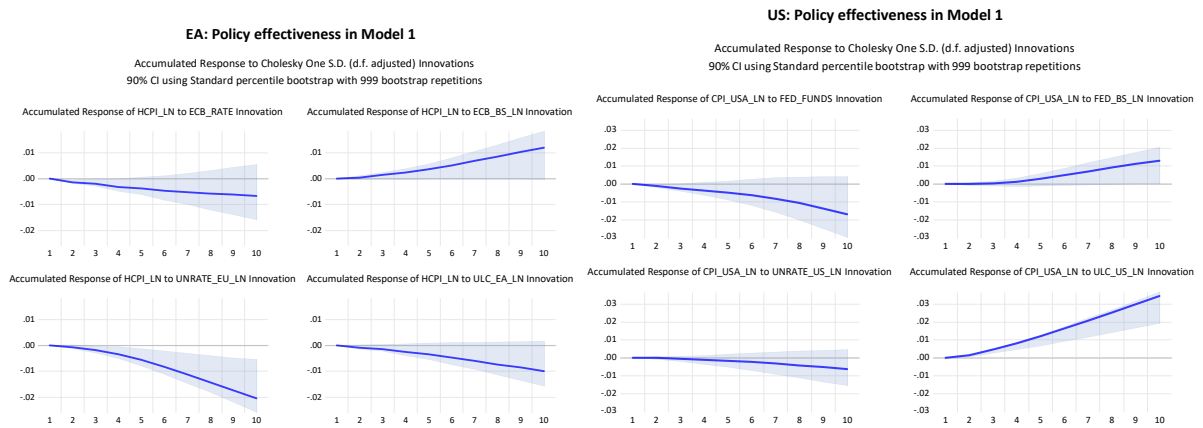 EA: Policy effectiveness in Model 1
Accumulated Response to Cholesky One S.D. (d.f. adjusted) Innovations
90% CI using Standard percentile bootstrap with 999 bootstrap repetitions
Accumulated Response of HCPI_LN to ECB_RATE Innovation
.01
.00
-.01
-.02
1 2 3 4 5 6 7 8 9 10
Accumulated Response of HCPI_LN to ECB_BS_LN Innovation
.01
.00
-.01
-.02
1 2 3 4 5 6 7 8 9 10
Accumulated Response of HCPI_LN to UNRATE_EU_LN Innovation
.01
.00
-.01
-.02
1 2 3 4 5 6 7 8 9 10
Accumulated Response of HCPI_LN to ULC_EA_LN Innovation
.01
.00
-.01
-.02
1 2 3 4 5 6 7 8 9 10
US: Policy effectiveness in Model 1
Accumulated Response to Cholesky One S.D. (d.f. adjusted) Innovations
90% CI using Standard percentile bootstrap with 999 bootstrap repetitions
Accumulated Response of CPI_USA_LN to FED_FUNDS Innovation
.03
.02
.01
.00
-.01
-.02
-.03
1 2 3 4 5 6 7 8 9 10
Accumulated Response of CPI_USA_LN to FED_BS_LN Innovation
.03
.02
.01
.00
-.01
-.02
-.03
1 2 3 4 5 6 7 8 9 10
Accumulated Response of CPI_USA_LN to UNRATE_US_LN Innovation
.03
.02
.01
.00
-.01
-.02
-.03
1 2 3 4 5 6 7 8 9 10
Accumulated Response of CPI_USA_LN to ULC_US_LN Innovation
.03
.02
.01
.00
-.01
-.02
-.03
1 2 3 4 5 6 7 8 9 10